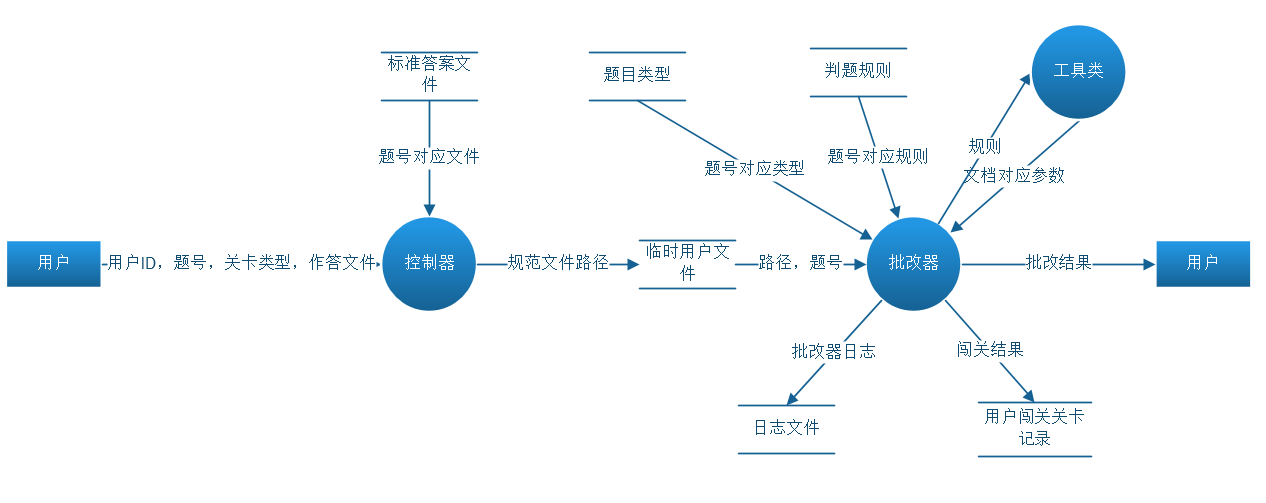 标准答案文
件
题目类型
判题规则
工具类
题号对应文件
题号对应类型
题号对应规则
规则
文档对应参数
用户
用户ID，题号，关卡类型，作答文件
控制器
规范文件路径
临时用户文
件
路径，题号
批改器
批改结果
用户
批改器日志
闯关结果
日志文件
用户闯关关卡
记录